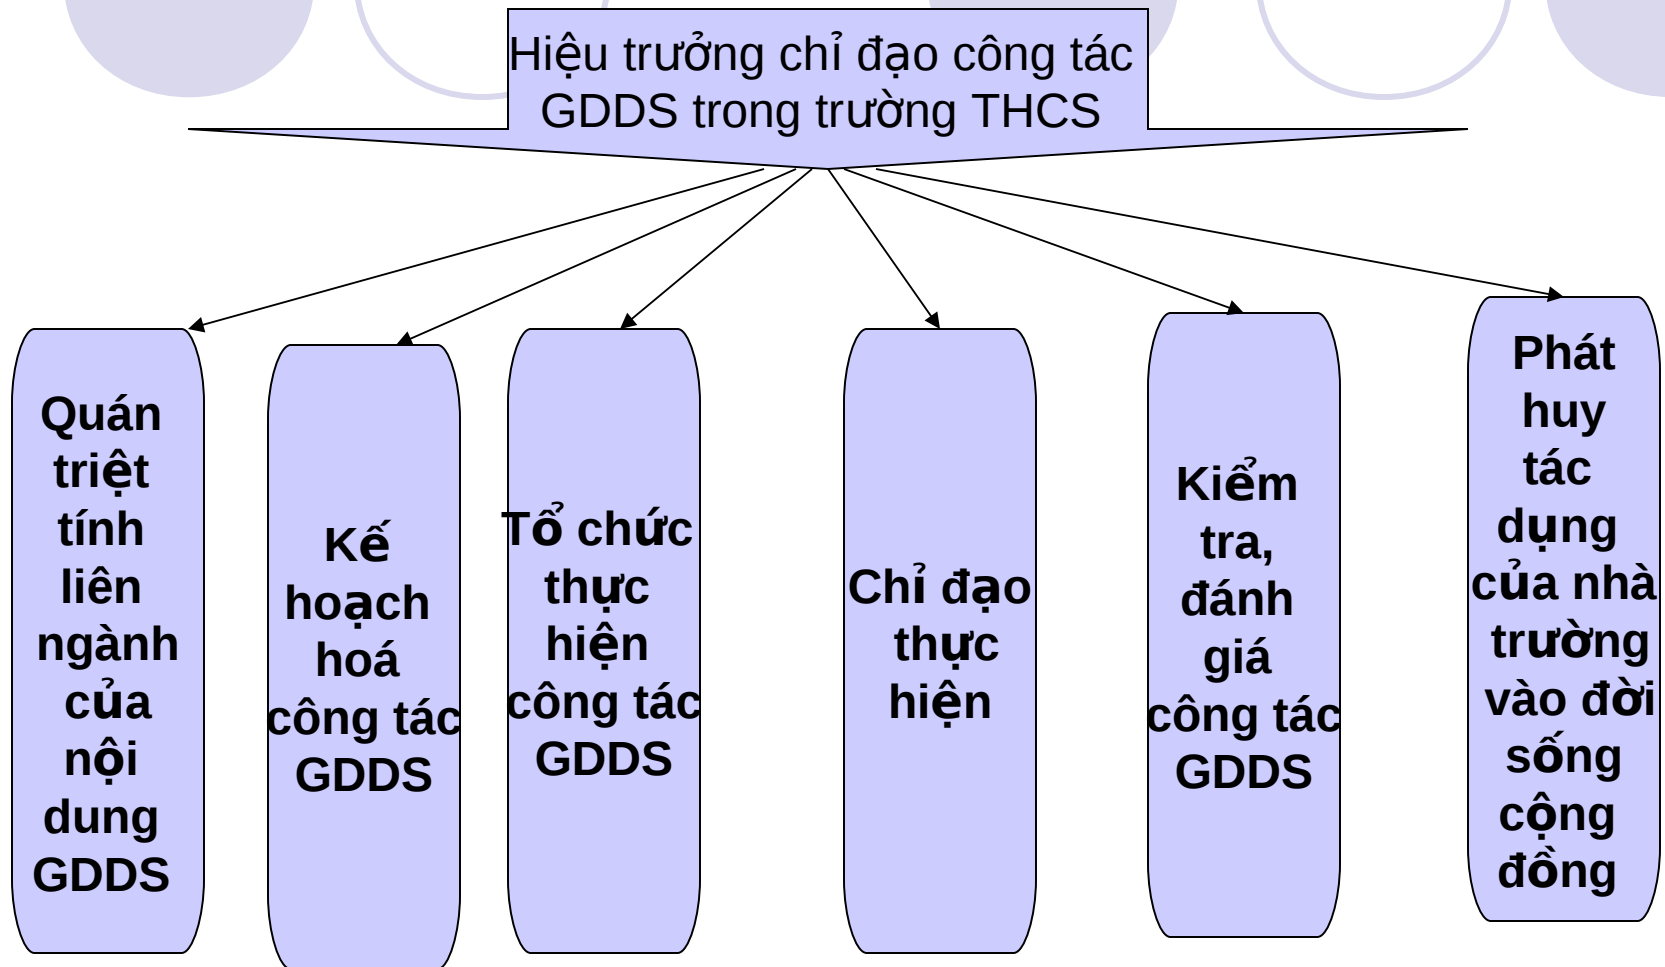 Hiệu trưởng chỉ đạo công tác
GDDS trong trường THCS
Quán
triệt
tính
liên
ngành
của
nội
dung
GDDS
Kế
hoạch
hoá
công tác
GDDS
Tổ chức
thực
hiện
công tác
GDDS
Chỉ đạo
thực
hiện
Kiểm
tra,
đánh
giá
công tác
GDDS
Phát
huy
tác
dụng
của nhà
trường
vào đời
sống
cộng
đồng